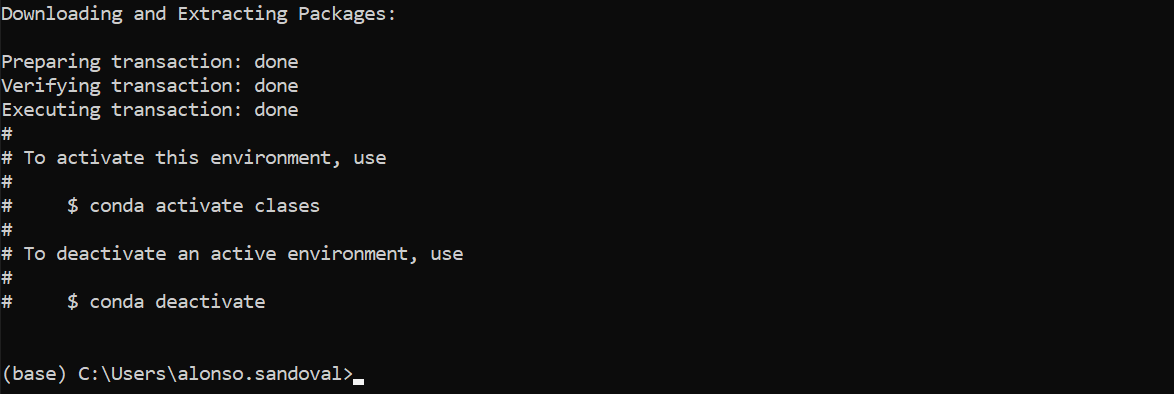 Downloading and Extracting Packages:
Preparing transaction: done
Verifying transaction: done
Executing transaction: done
#
# To activate this environment, use
#
#     $ conda activate clases
#
# To deactivate an active environment, use
#
#     $ conda deactivate
(base) C:\Users\alonso.sandoval>